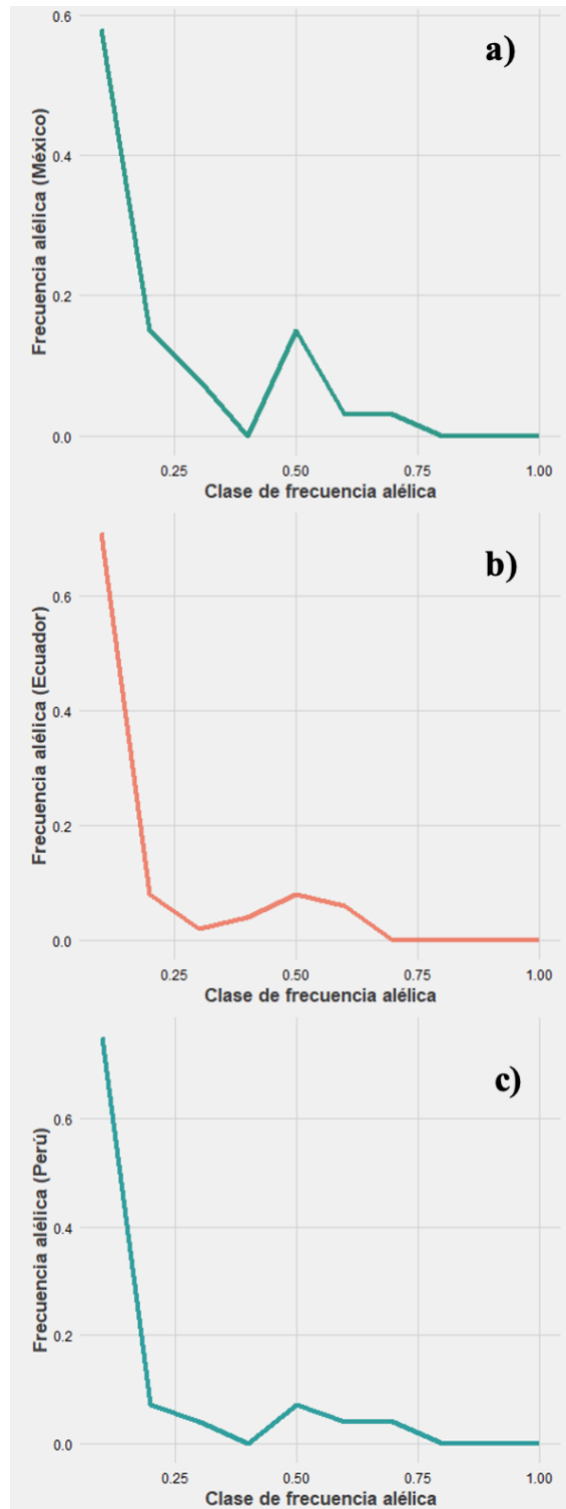 a)
Frecuencia alélica (México)
0.6
0.4
0.2
0.0
0.25 0.50 0.75 1.00
Clase de frecuencia alélica
b)
Frecuencia alélica (Ecuador)
0.6
0.4
0.2
0.0
0.25 0.50 0.75 1.00
Clase de frecuencia alélica
c)
Frecuencia alélica (Perú)
0.6
0.4
0.2
0.0
0.25 0.50 0.75 1.00
Clase de frecuencia alélica